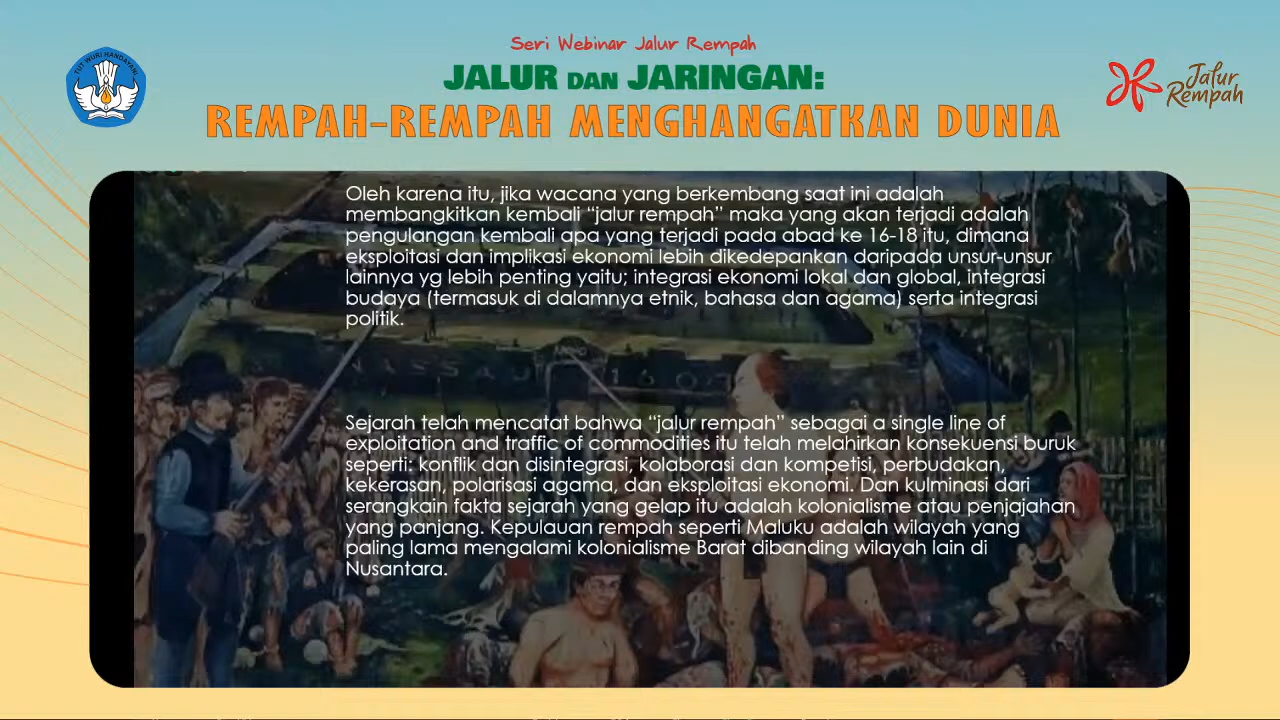 Seri Webinar Jalur Rempah
JALUR DAN JARINGAN:
REMPAH-REMPAH MENGHANGATKAN DUNIA
TUT WURI HANDAYANI
Jalur
Rempah
Oleh karena itu, jika wacana yang berkembang saat ini adalah
membangkitkan kembali “jalur rempah” maka yang akan terjadi adalah
pengulangan kembali apa yang terjadi pada abad ke 16-18 itu, dimana
eksploitasi dan implikasi ekonomi lebih dikedepankan daripada unsur-unsur
lainnya yg lebih penting yaitu; integrasi ekonomi lokal dan global, integrasi
budaya (termasuk di dalamnya etnik, bahasa dan agama) serta integrasi
politik.
NASSAU 1607
Sejarah telah mencatat bahwa “jalur rempah” sebagai a single line of
exploitation and traffic of commodities itu telah melahirkan konsekuensi buruk
seperti: konflik dan disintegrasi, kolaborasi dan kompetisi, perbudakan,
kekerasan, polarisasi agama, dan eksploitasi ekonomi. Dan kulminasi dari
serangkain fakta sejarah yang gelap itu adalah kolonialisme atau penjajahan
yang panjang. Kepulauan rempah seperti Maluku adalah wilayah yang
paling lama mengalami kolonialisme Barat dibanding wilayah lain di
Nusantara.